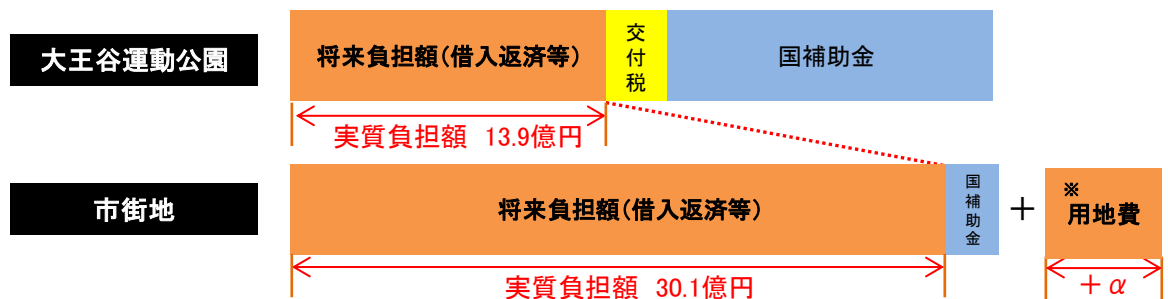 大王谷運動公園
将来負担額(借入返済等)
交付税
国補助金
実質負担額 13.9億円
市街地
将来負担額(借入返済等)
国補助金
＋
※
用地費
実質負担額 30.1億円
＋α